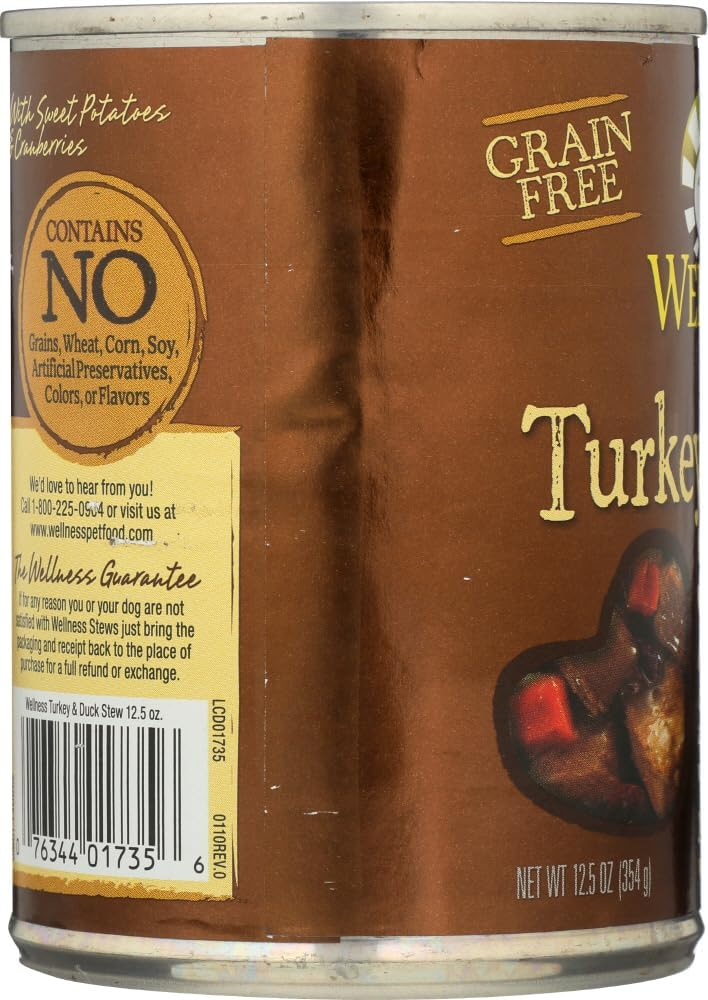 With Sweet Potatoes
& Cranberries
CONTAINS
NO
Grains, Wheat, Corn, Soy,
Artificial Preservatives,
Colors, or Flavors
We'd love to hear from you!
Call 1-800-225-0904 or visit us at
www.wellnesspetfood.com
The Wellness Guarantee
If for any reason you or your dog are not
satisfied with Wellness Stews just bring the
packaging and receipt back to the place of
purchase for a full refund or exchange.
Wellness Turkey & Duck Stew 12.5 oz.
LCD01735
0110REV.0
0 76344 01735 6
GRAIN
FREE
WE
Turkey
NET WT 12.5 OZ (354 g)